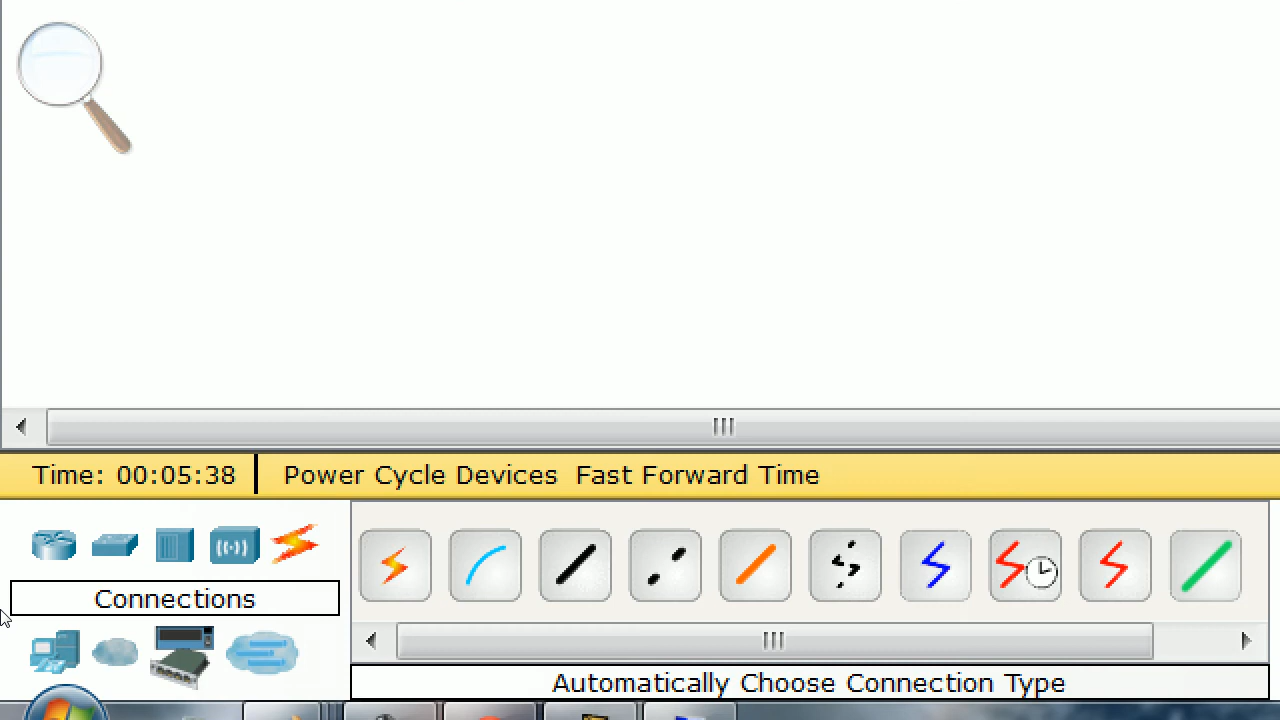 Time: 00:05:38 Power Cycle Devices Fast Forward Time
Connections
Automatically Choose Connection Type